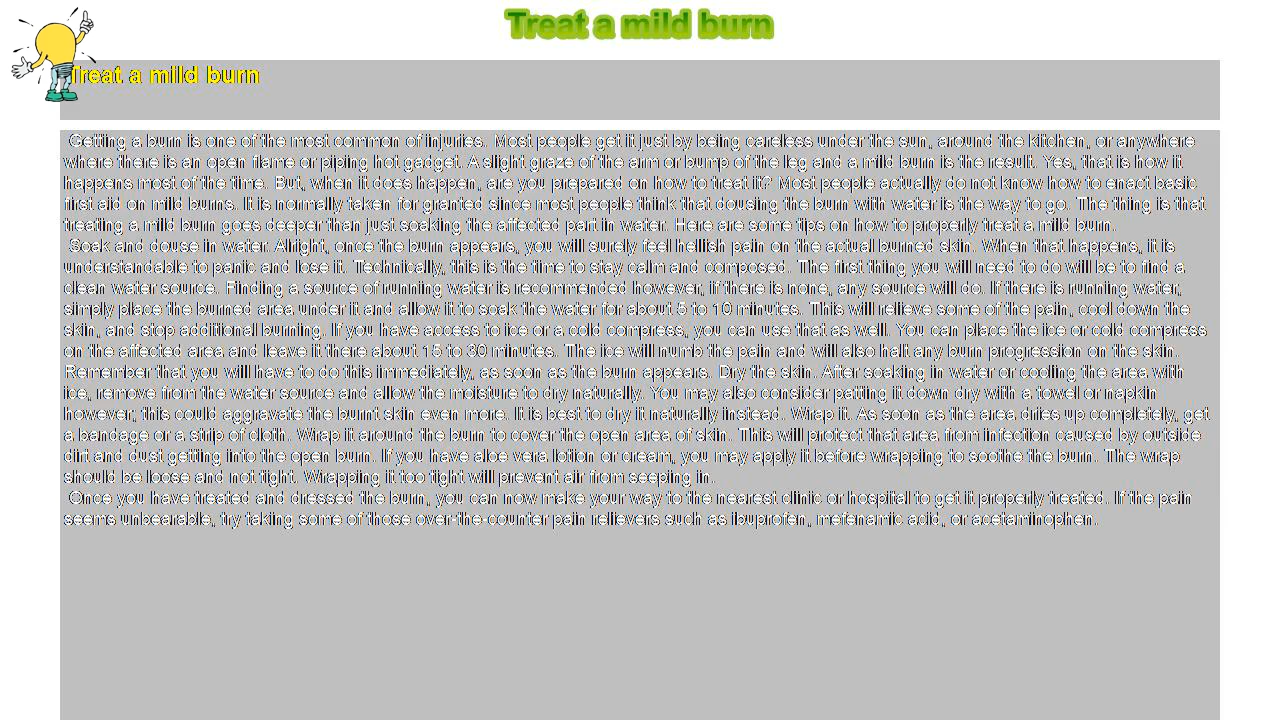 Treat a mild burn
Treat a mild burn
Getting a burn is one of the most common of injuries. Most people get it just by being careless under the sun, around the kitchen, or anywhere
where there is an open flame or piping hot gadget. A slight graze of the arm or bump of the leg and a mild burn is the result. Yes, that is how it
happens most of the time. But, when it does happen, are you prepared on how to treat it? Most people actually do not know how to enact basic
first aid on mild burns. It is normally taken for granted since most people think that dousing the burn with water is the way to go. The thing is that
treating a mild burn goes deeper than just soaking the affected part in water. Here are some tips on how to properly treat a mild burn.
Soak and douse in water. Alright, once the burn appears, you will surely feel hellish pain on the actual burned skin. When that happens, it is
understandable to panic and lose it. Technically, this is the time to stay calm and composed. The first thing you will need to do will be to find a
clean water source. Finding a source of running water is recommended however, if there is none, any source will do. If there is running water,
simply place the burned area under it and allow it to soak the water for about 5 to 10 minutes. This will relieve some of the pain, cool down the
skin, and stop additional burning. If you have access to ice or a cold compress, you can use that as well. You can place the ice or cold compress
on the affected area and leave it there about 15 to 30 minutes. The ice will numb the pain and will also halt any burn progression on the skin.
Remember that you will have to do this immediately, as soon as the burn appears. Dry the skin. After soaking in water or cooling the area with
ice, remove from the water source and allow the moisture to dry naturally. You may also consider patting it down dry with a towel or napkin
however, this could aggravate the burnt skin even more. It is best to dry it naturally instead. Wrap it. As soon as the area dries up completely, get
a bandage or a strip of cloth. Wrap it around the burn to cover the open area of skin. This will protect that area from infection caused by outside
dirt and dust getting into the open burn. If you have aloe vera lotion or cream, you may apply it before wrapping to soothe the burn. The wrap
should be loose and not tight. Wrapping it too tight will prevent air from seeping in.
Once you have treated and dressed the burn, you can now make your way to the nearest clinic or hospital to get it properly treated. If the pain
seems unbearable, try taking some of those over-the-counter pain relievers such as ibuprofen, mefenamic acid, or acetaminophen.